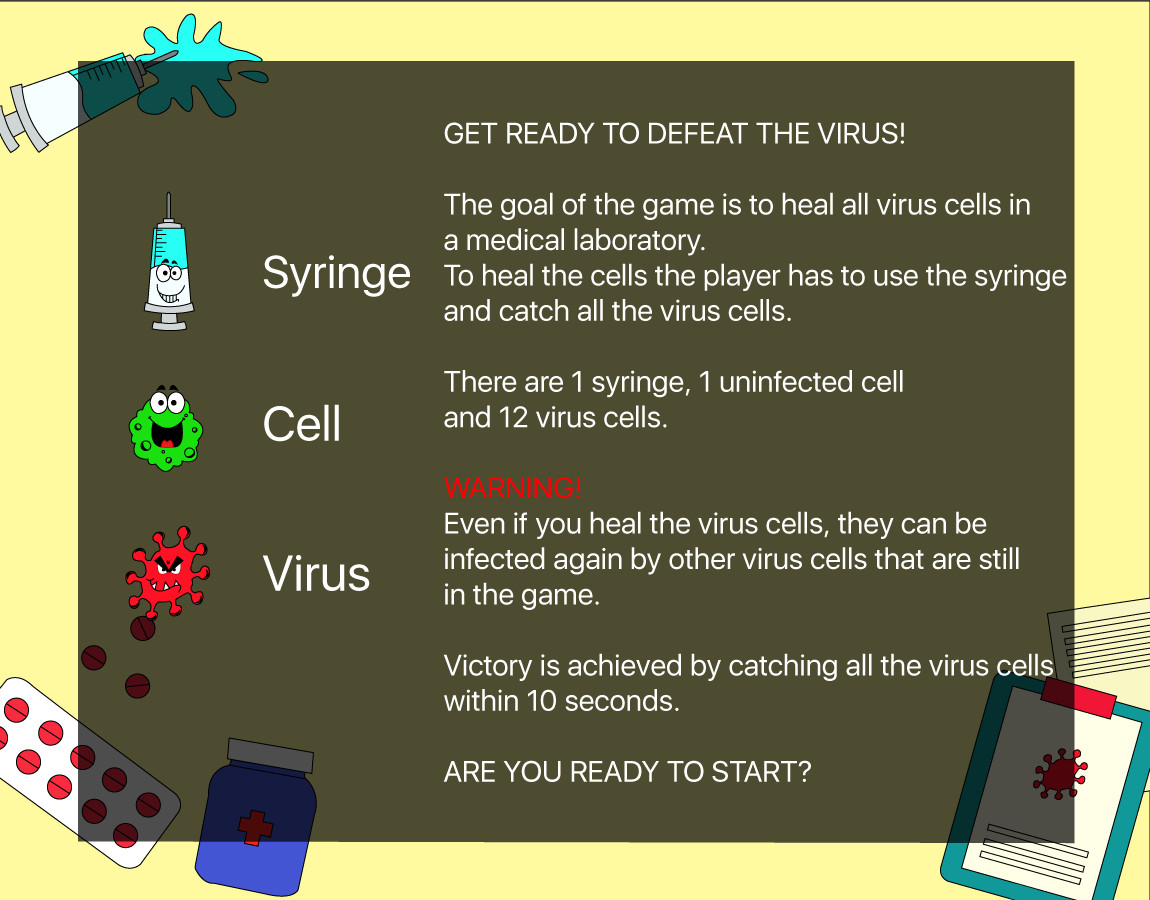 GET READY TO DEFEAT THE VIRUS!
The goal of the game is to heal all virus cells in
a medical laboratory.
Syringe
To heal the cells the player has to use the syringe
and catch all the virus cells.
There are 1 syringe, 1 uninfected cell
and 12 virus cells.
Cell
WARNING!
Even if you heal the virus cells, they can be
infected again by other virus cells that are still
in the game.
Virus
Victory is achieved by catching all the virus cells
within 10 seconds.
ARE YOU READY TO START?